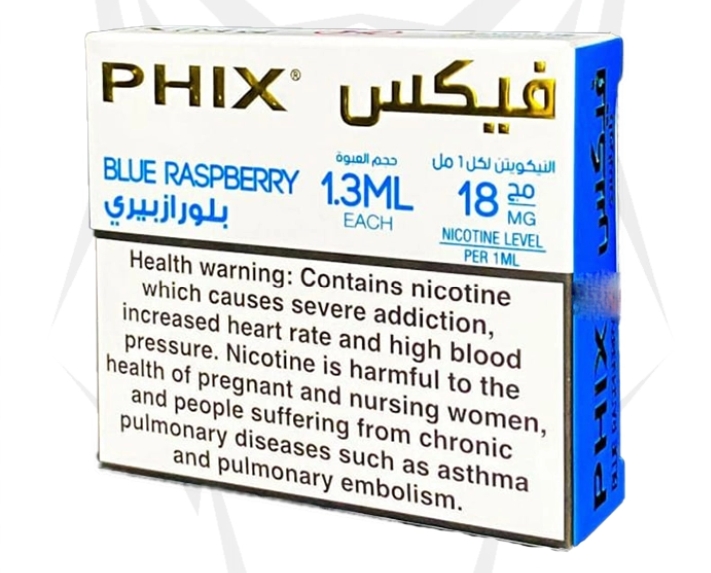 PHIX® فيكس
BLUE RASPBERRY
بلورازبيري
حجم العبوة
1.3ML
EACH
النيكوتين لكل 1 مل
18 مج
MG
NICOTINE LEVEL
PER 1ML
Health warning: Contains nicotine
which causes severe addiction,
increased heart rate and high blood
pressure. Nicotine is harmful to the
health of pregnant and nursing women,
and people suffering from chronic
pulmonary diseases such as asthma
and pulmonary embolism.
فيكس
PHIX
BLUE RASPBERRY